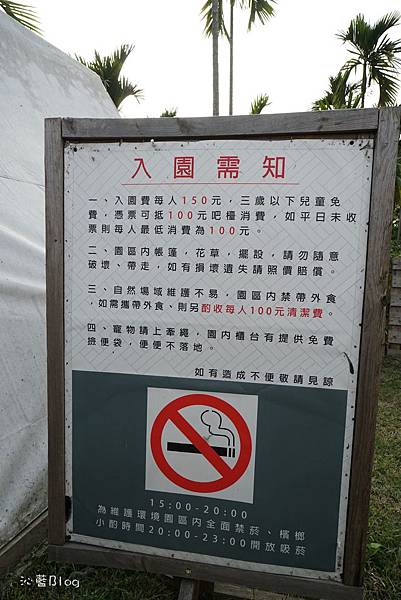 入園需知
一、入園費每人150元，三歲以下兒童免
費，憑票可抵100元吧檯消費，如平日未收
票則每人最低消費為100元。
二、園區內帳蓬，花草，擺設，請勿隨意
破壞、帶走，如有損壞遺失請照價賠償。
三、自然場域維護不易，園區內禁帶外食
，如需攜帶外食、則另酌收每人100元清潔費。
四、寵物請上牽繩，園內櫃台有提供免費
撿便袋，便便不落地。
如有造成不便敬請見諒
15:00-20:00
為維護環境園區內全面禁菸、檳榔
小酌時間20:00-23:00開放吸菸
沁藍Blog